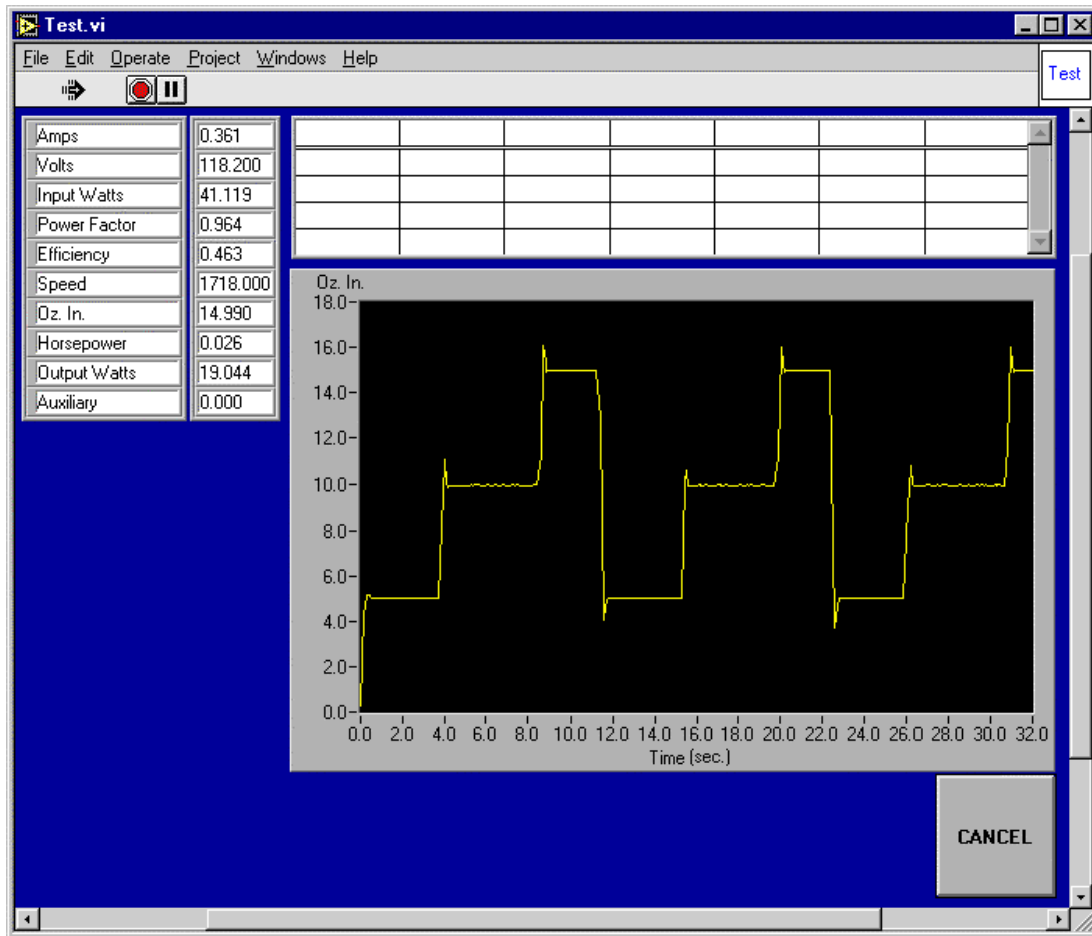 Test.vi
File Edit Operate Project Windows Help
Test
Amps 0.361
Volts 118.200
Input Watts 41.119
Power Factor 0.964
Efficiency 0.463
Speed 1718.000
Oz. In. 14.990
Horsepower 0.026
Output Watts 19.044
Auxiliary 0.000
Oz. In.
18.0
16.0
14.0
12.0
10.0
8.0
6.0
4.0
2.0
0.0
0.0 2.0 4.0 6.0 8.0 10.0 12.0 14.0 16.0 18.0 20.0 22.0 24.0 26.0 28.0 30.0 32.0
Time (sec.)
CANCEL